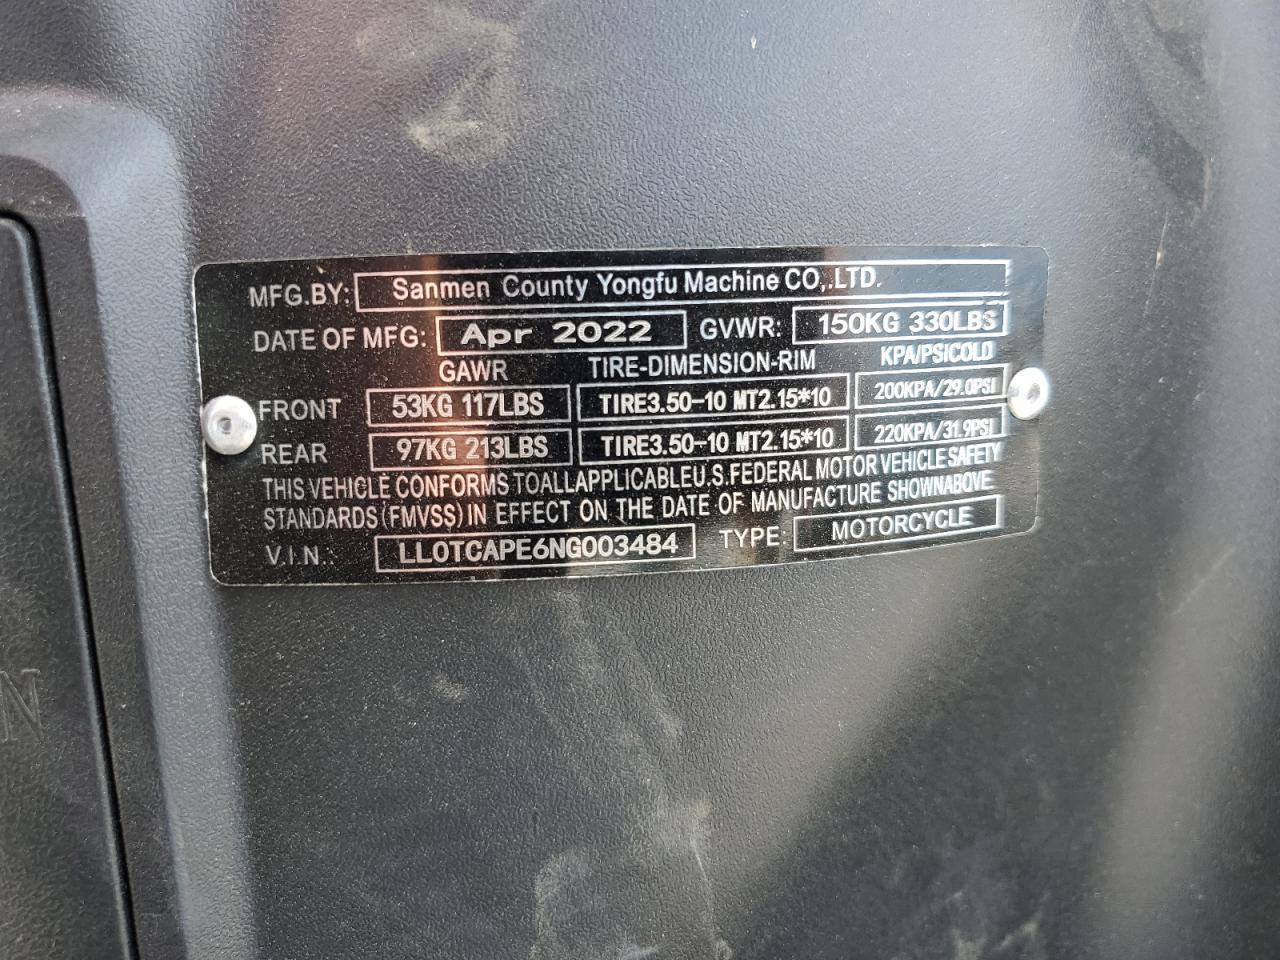 MFG.BY: Sanmen County Yongfu Machine CO,.LTD.
DATE OF MFG: Apr 2022 GVWR: 150KG 330LBS
GAWR TIRE-DIMENSION-RIM KPA/PSICOLD
FRONT 53KG 117LBS TIRE3.50-10 MT2.15*10 200KPA/29.0PSI
REAR 97KG 213LBS TIRE3.50-10 MT2.15*10 220KPA/31.9PSI
THIS VEHICLE CONFORMS TOALLAPPLICABLEU.S.FEDERAL MOTOR VEHICLE SAFETY
STANDARDS(FMVSS)IN EFFECT ON THE DATE OF MANUFACTURE SHOWNABOVE
V.I.N.: LL0TCAPE6NG003484 TYPE: MOTORCYCLE